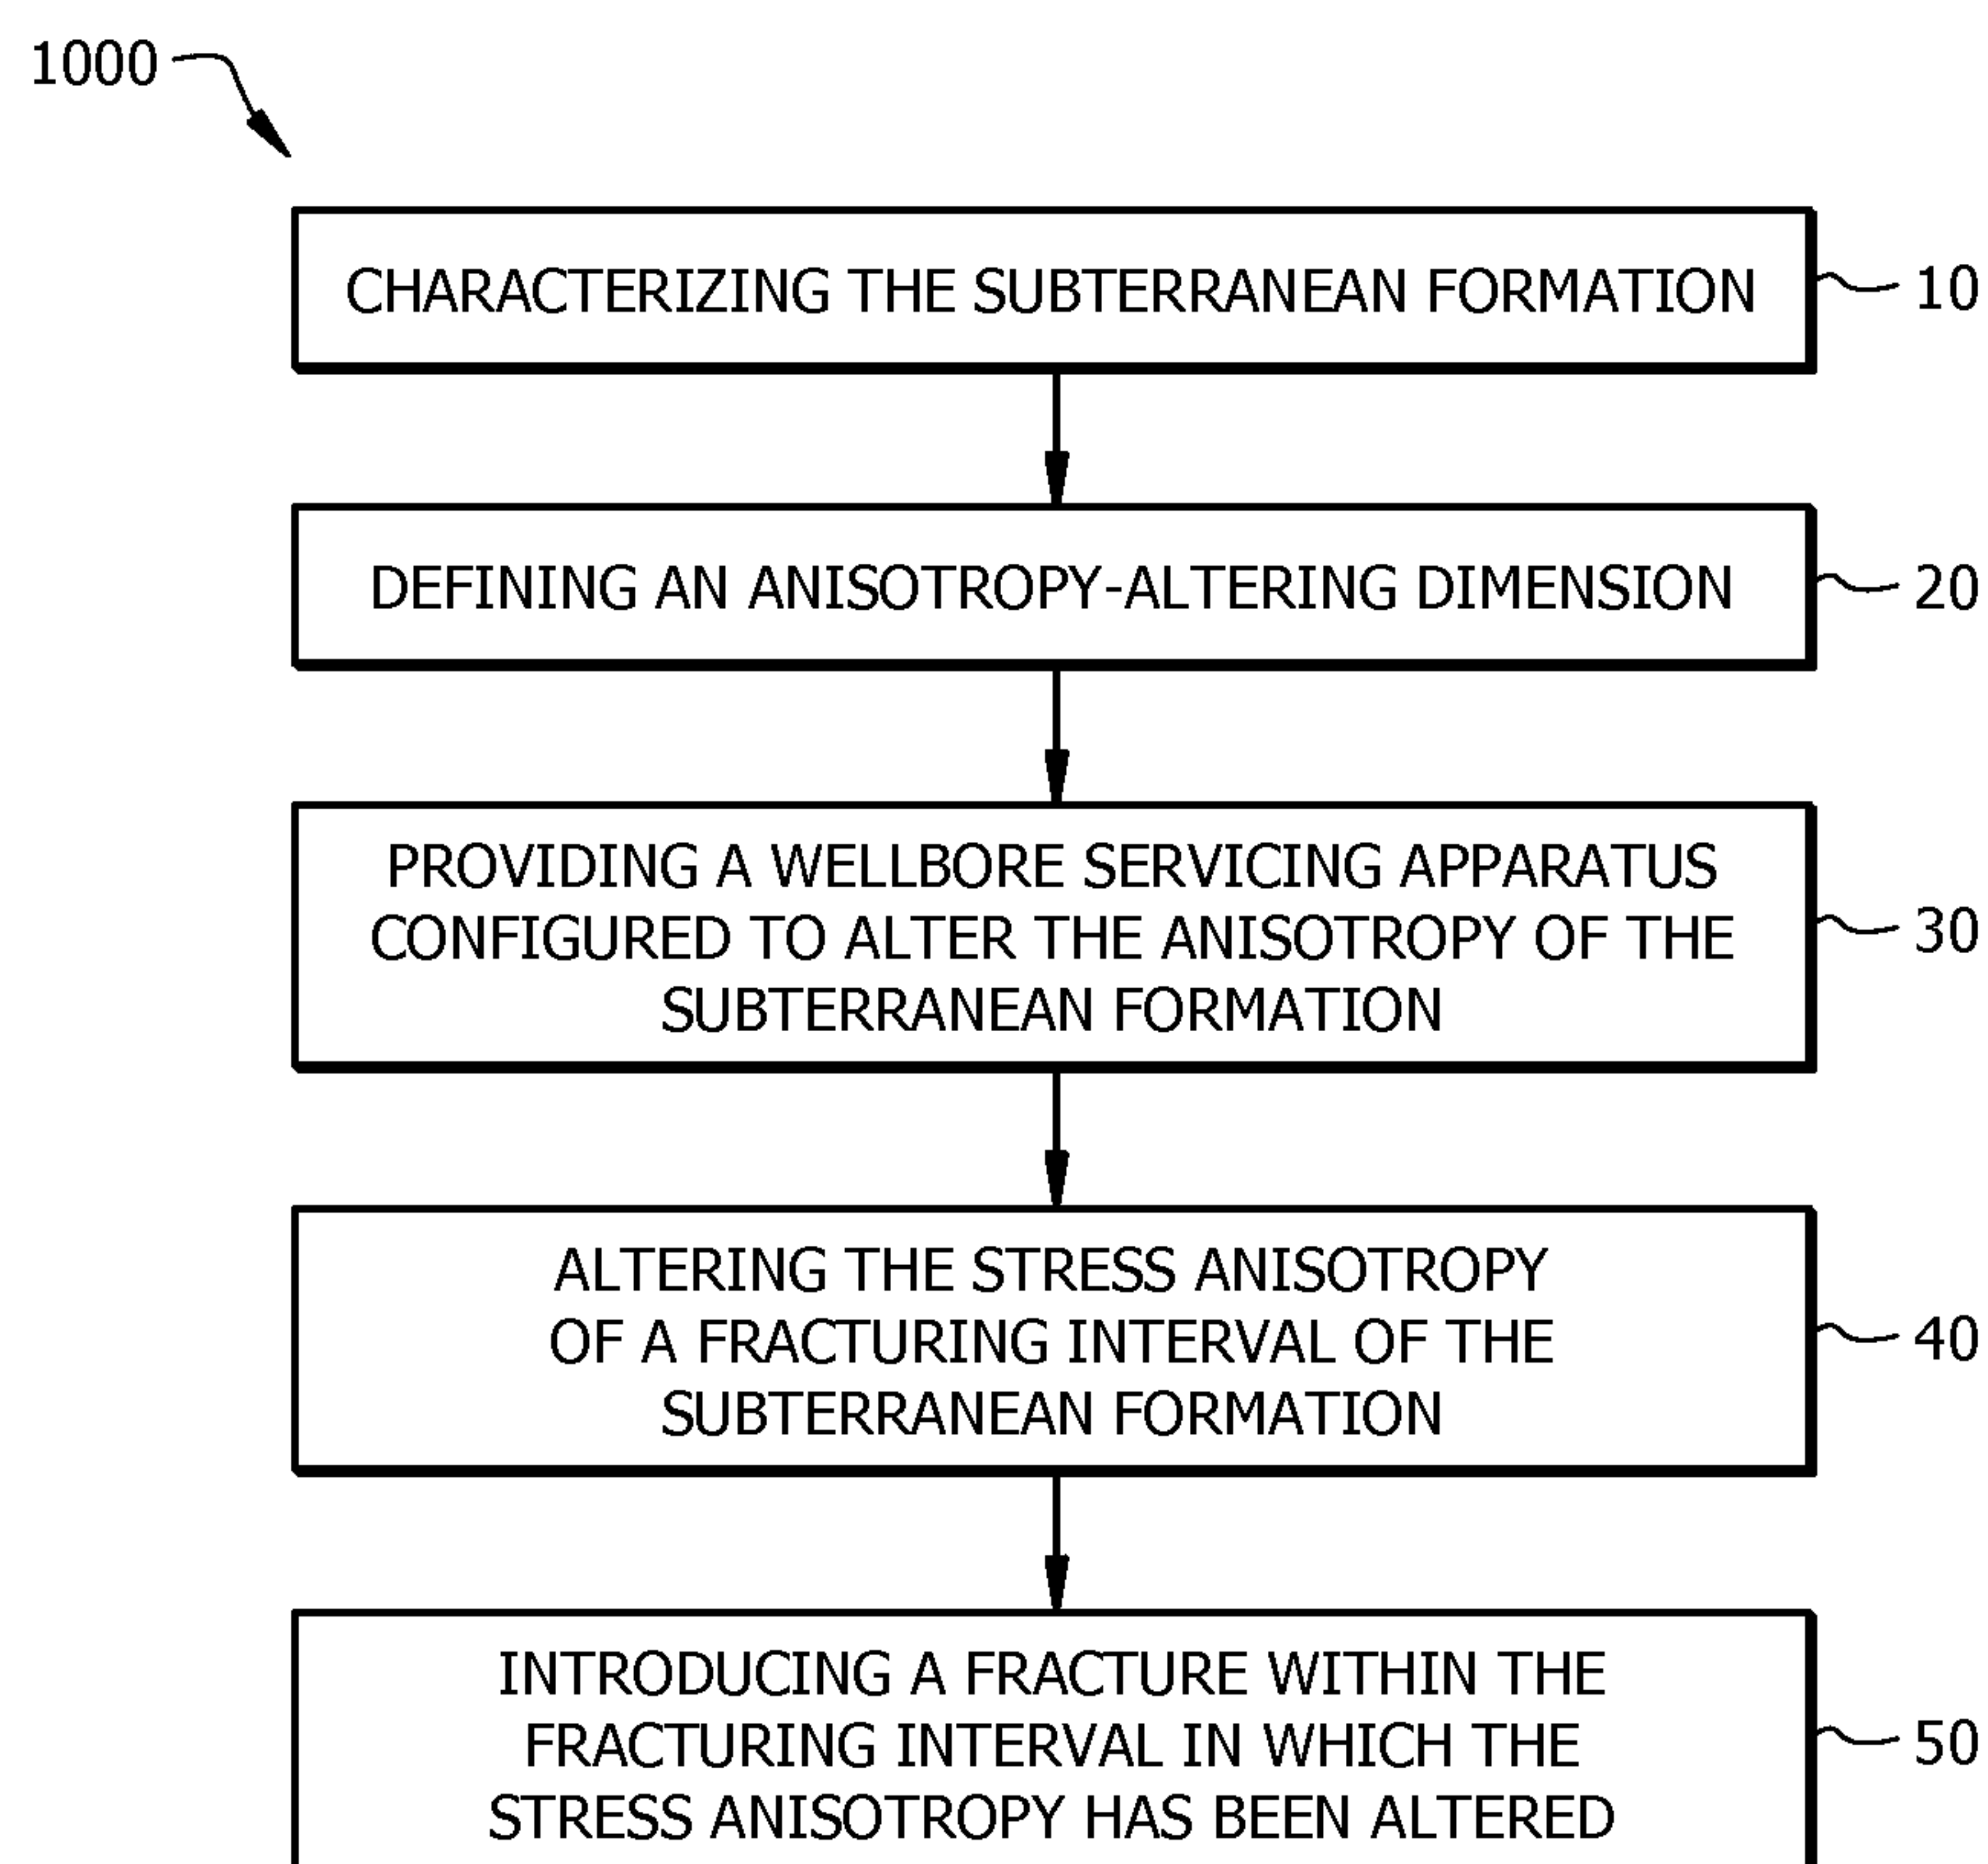 1000
CHARACTERIZING THE SUBTERRANEAN FORMATION
10
DEFINING AN ANISOTROPY-ALTERING DIMENSION
20
PROVIDING A WELLBORE SERVICING APPARATUS
CONFIGURED TO ALTER THE ANISOTROPY OF THE
SUBTERRANEAN FORMATION
30
ALTERING THE STRESS ANISOTROPY
OF A FRACTURING INTERVAL OF THE
SUBTERRANEAN FORMATION
40
INTRODUCING A FRACTURE WITHIN THE
FRACTURING INTERVAL IN WHICH THE
STRESS ANISOTROPY HAS BEEN ALTERED
50